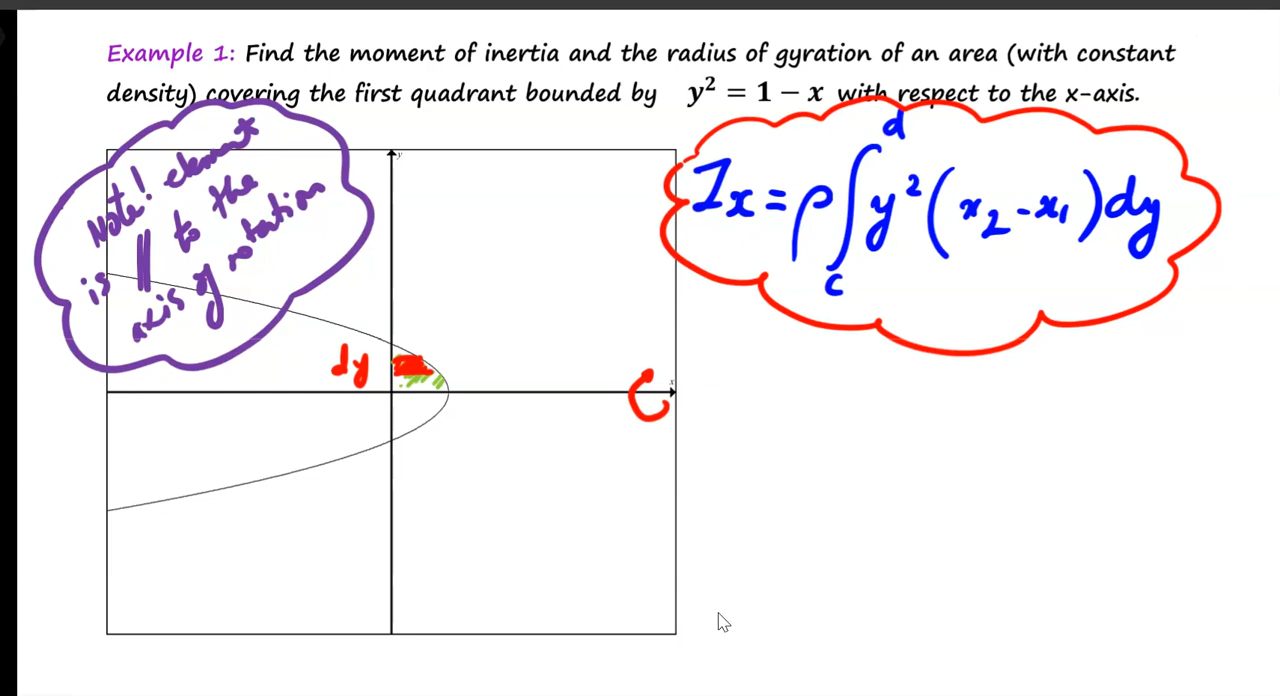 Example 1: Find the moment of inertia and the radius of gyration of an area (with constant
density) covering the first quadrant bounded by y² = 1 − x with respect to the x-axis.
Note! element
is || to the
axis of rotation
d
Ix = ρ∫y²(x₂-x₁)dy
c
y
dy
x